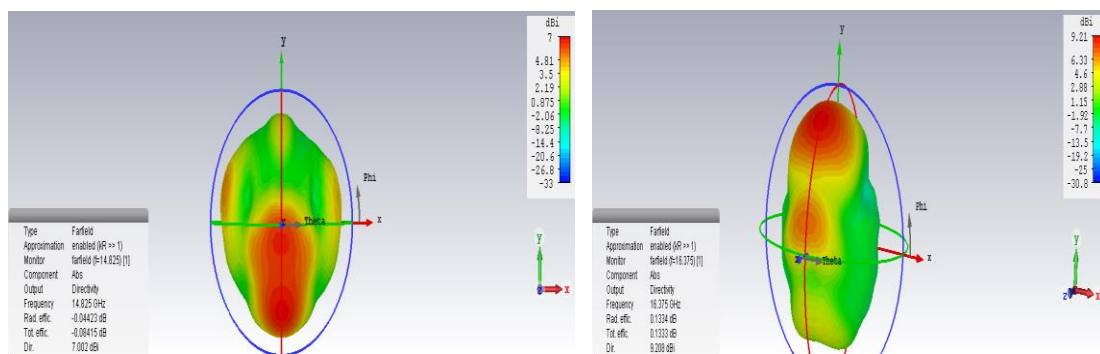 dBi
7
4.81
3.5
2.19
0.875
-2.06
-8.25
-14.4
-20.6
-26.8
-33
y
Phi
x
Theta
z
Type Farfield
Approximation enabled (kR >> 1)
Monitor farfield (f=14.825) [1]
Component Abs
Output Directivity
Frequency 14.825 GHz
Rad. effic. -0.04423 dB
Tot. effic. -0.08415 dB
Dir. 7.002 dBi
y
z x
dBi
9.21
6.33
4.6
2.88
1.15
-1.92
-7.7
-13.5
-19.2
-25
-30.8
y
Phi
x
z Theta
Type Farfield
Approximation enabled (kR >> 1)
Monitor farfield (f=16.375) [1]
Component Abs
Output Directivity
Frequency 16.375 GHz
Rad. effic. 0.1334 dB
Tot. effic. 0.1333 dB
Dir. 9.208 dBi
y
z x